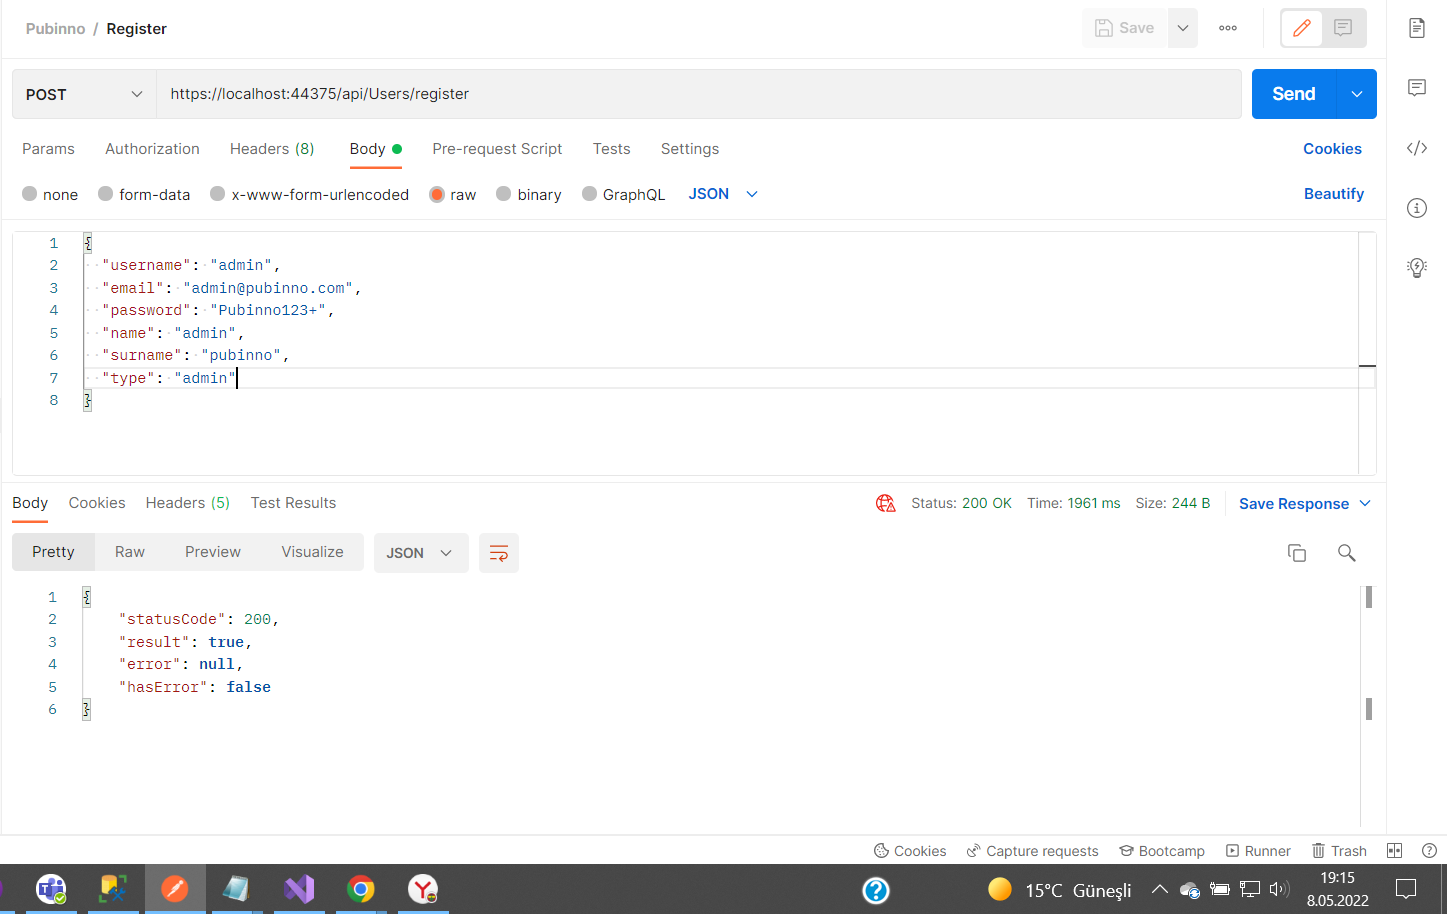 Pubinno / Register
Save
POST
https://localhost:44375/api/Users/register
Send
Params Authorization Headers (8) Body Pre-request Script Tests Settings Cookies
none form-data x-www-form-urlencoded raw binary GraphQL JSON Beautify
1 {
2 "username": "admin",
3 "email": "admin@pubinno.com",
4 "password": "Pubinno123+",
5 "name": "admin",
6 "surname": "pubinno",
7 "type": "admin"
8 }
Body Cookies Headers (5) Test Results Status: 200 OK Time: 1961 ms Size: 244 B Save Response
Pretty Raw Preview Visualize JSON
1 {
2 "statusCode": 200,
3 "result": true,
4 "error": null,
5 "hasError": false
6 }
Cookies Capture requests Bootcamp Runner Trash
15°C Güneşli
19:15
8.05.2022